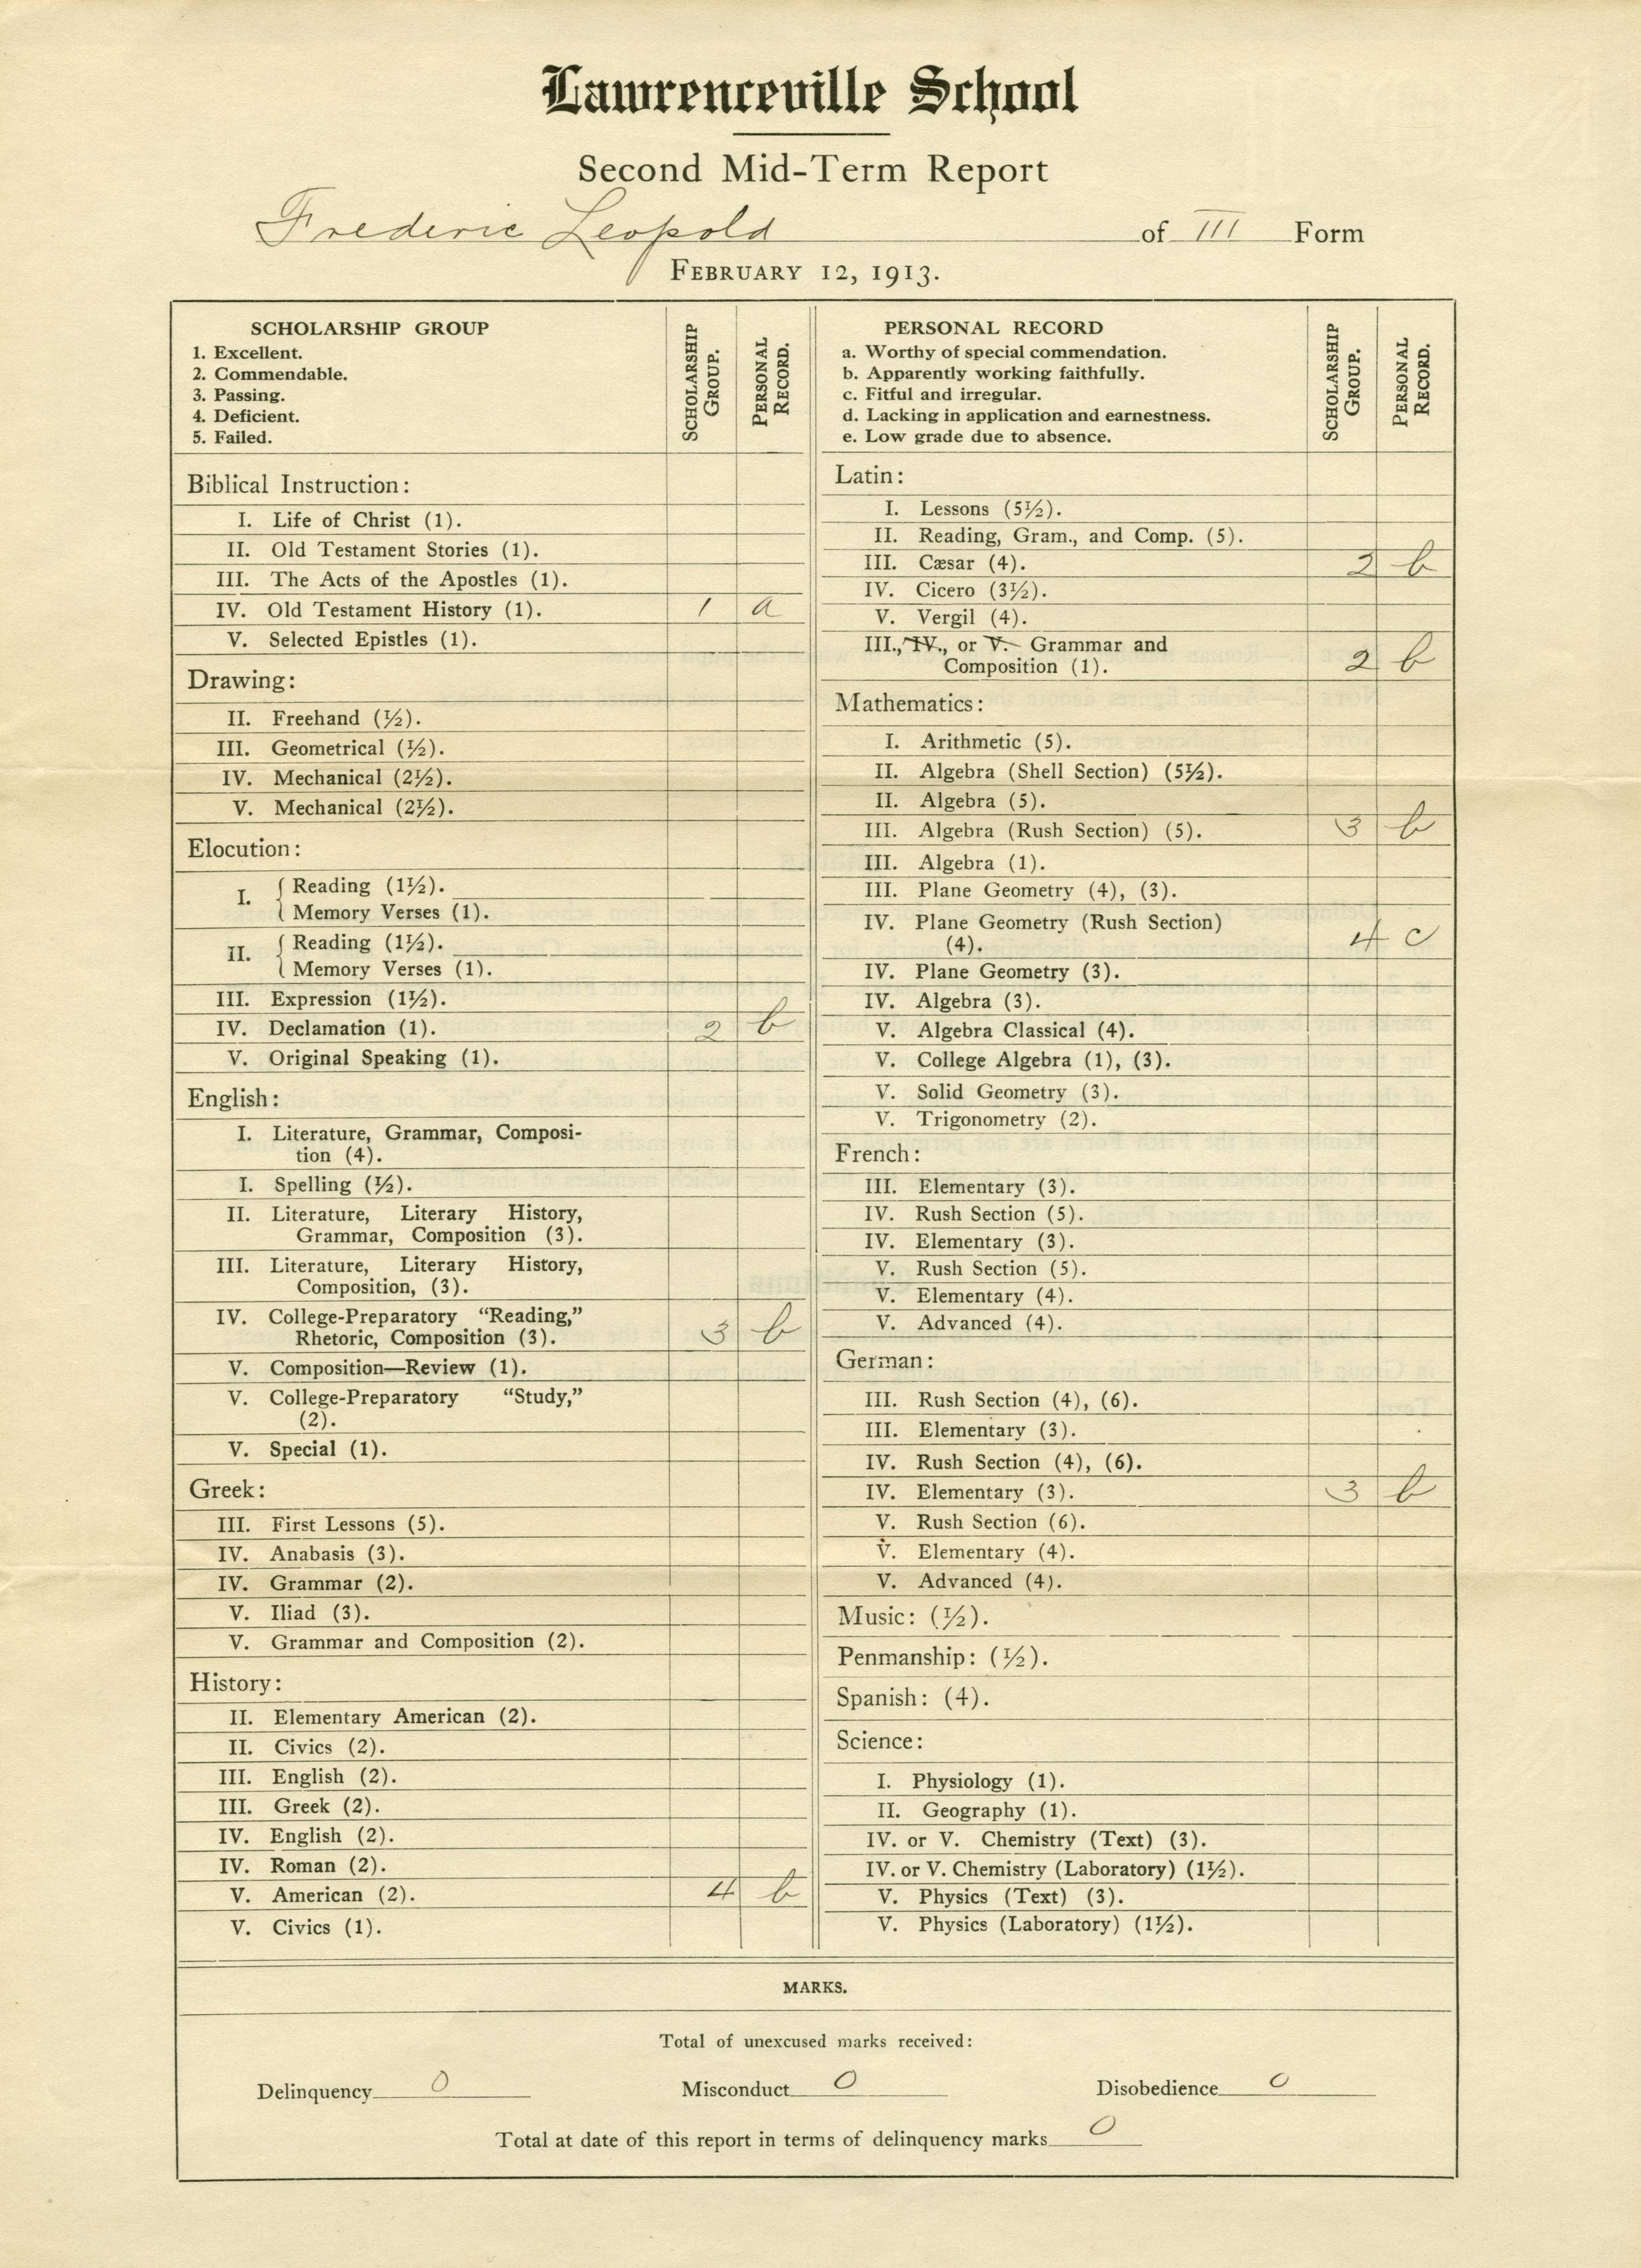 Lawrenceville School
Second Mid-Term Report
Frederic Leopold of III Form
FEBRUARY 12, 1913.
SCHOLARSHIP GROUP
1. Excellent.
2. Commendable.
3. Passing.
4. Deficient.
5. Failed.
SCHOLARSHIP GROUP.
PERSONAL RECORD.
Biblical Instruction:
I. Life of Christ (1).
II. Old Testament Stories (1).
III. The Acts of the Apostles (1).
IV. Old Testament History (1). 1 a
V. Selected Epistles (1).
Drawing:
II. Freehand (½).
III. Geometrical (½).
IV. Mechanical (2½).
V. Mechanical (2½).
Elocution:
I. { Reading (1½).
Memory Verses (1).
II. { Reading (1½).
Memory Verses (1).
III. Expression (1½).
IV. Declamation (1). 2 b
V. Original Speaking (1).
English:
I. Literature, Grammar, Composi-
tion (4).
I. Spelling (½).
II. Literature, Literary History,
Grammar, Composition (3).
III. Literature, Literary History,
Composition, (3).
IV. College-Preparatory “Reading,”
Rhetoric, Composition (3). 3 b
V. Composition—Review (1).
V. College-Preparatory “Study,”
(2).
V. Special (1).
Greek:
III. First Lessons (5).
IV. Anabasis (3).
IV. Grammar (2).
V. Iliad (3).
V. Grammar and Composition (2).
History:
II. Elementary American (2).
II. Civics (2).
III. English (2).
III. Greek (2).
IV. English (2).
IV. Roman (2).
V. American (2). 4 b
V. Civics (1).
PERSONAL RECORD
a. Worthy of special commendation.
b. Apparently working faithfully.
c. Fitful and irregular.
d. Lacking in application and earnestness.
e. Low grade due to absence.
SCHOLARSHIP GROUP.
PERSONAL RECORD.
Latin:
I. Lessons (5½).
II. Reading, Gram., and Comp. (5).
III. Cæsar (4). 2 b
IV. Cicero (3½).
V. Vergil (4).
III., IV., or V. Grammar and
Composition (1). 2 b
Mathematics:
I. Arithmetic (5).
II. Algebra (Shell Section) (5½).
II. Algebra (5).
III. Algebra (Rush Section) (5). 3 b
III. Algebra (1).
III. Plane Geometry (4), (3).
IV. Plane Geometry (Rush Section)
(4). 4 c
IV. Plane Geometry (3).
IV. Algebra (3).
V. Algebra Classical (4).
V. College Algebra (1), (3).
V. Solid Geometry (3).
V. Trigonometry (2).
French:
III. Elementary (3).
IV. Rush Section (5).
IV. Elementary (3).
V. Rush Section (5).
V. Elementary (4).
V. Advanced (4).
German:
III. Rush Section (4), (6).
III. Elementary (3).
IV. Rush Section (4), (6).
IV. Elementary (3). 3 b
V. Rush Section (6).
V. Elementary (4).
V. Advanced (4).
Music: (½).
Penmanship: (½).
Spanish: (4).
Science:
I. Physiology (1).
II. Geography (1).
IV. or V. Chemistry (Text) (3).
IV. or V. Chemistry (Laboratory) (1½).
V. Physics (Text) (3).
V. Physics (Laboratory) (1½).
MARKS.
Total of unexcused marks received:
Delinquency 0 Misconduct 0 Disobedience 0
Total at date of this report in terms of delinquency marks 0